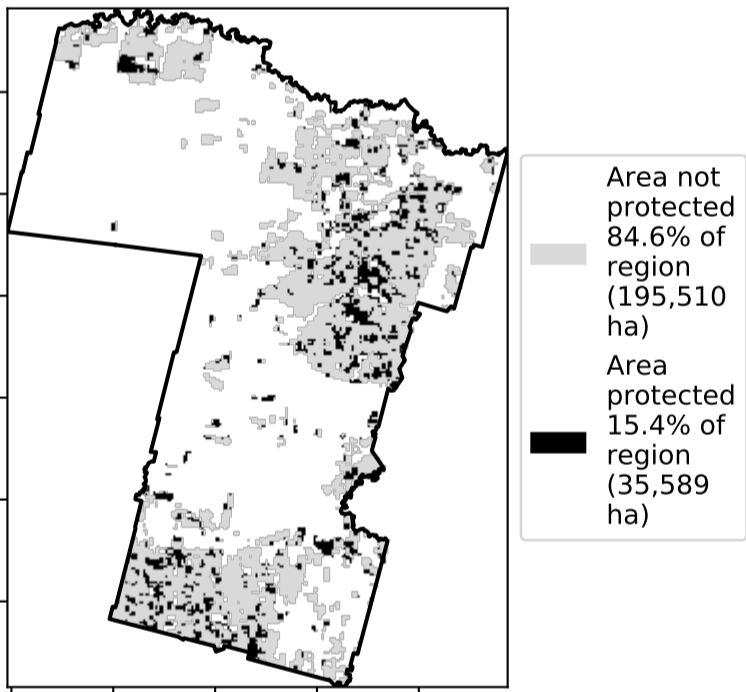 Area not
protected
84.6% of
region
(195,510
ha)
Area
protected
15.4% of
region
(35,589
ha)